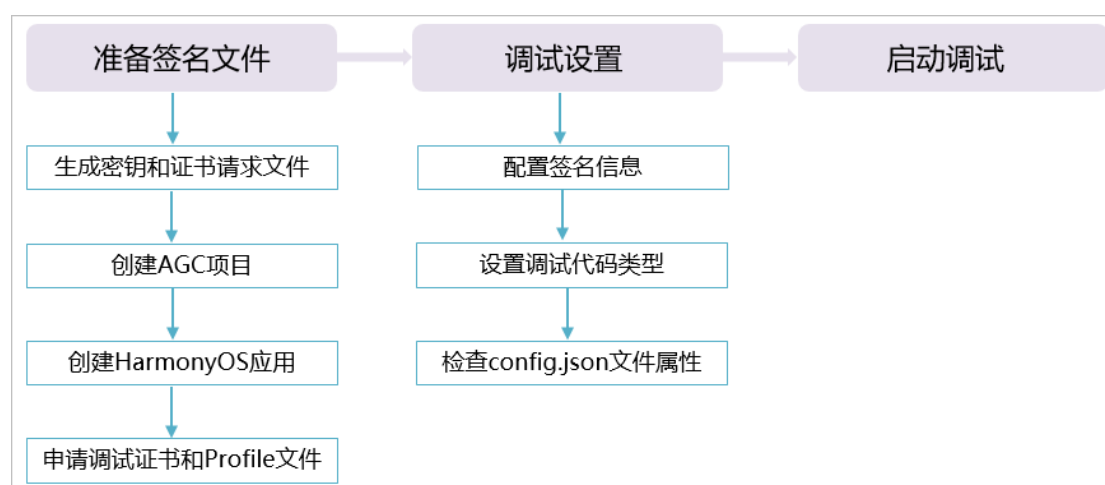 准备签名文件
调试设置
启动调试
生成密钥和证书请求文件
配置签名信息
创建AGC项目
设置调试代码类型
创建HarmonyOS应用
检查config.json文件属性
申请调试证书和Profile文件